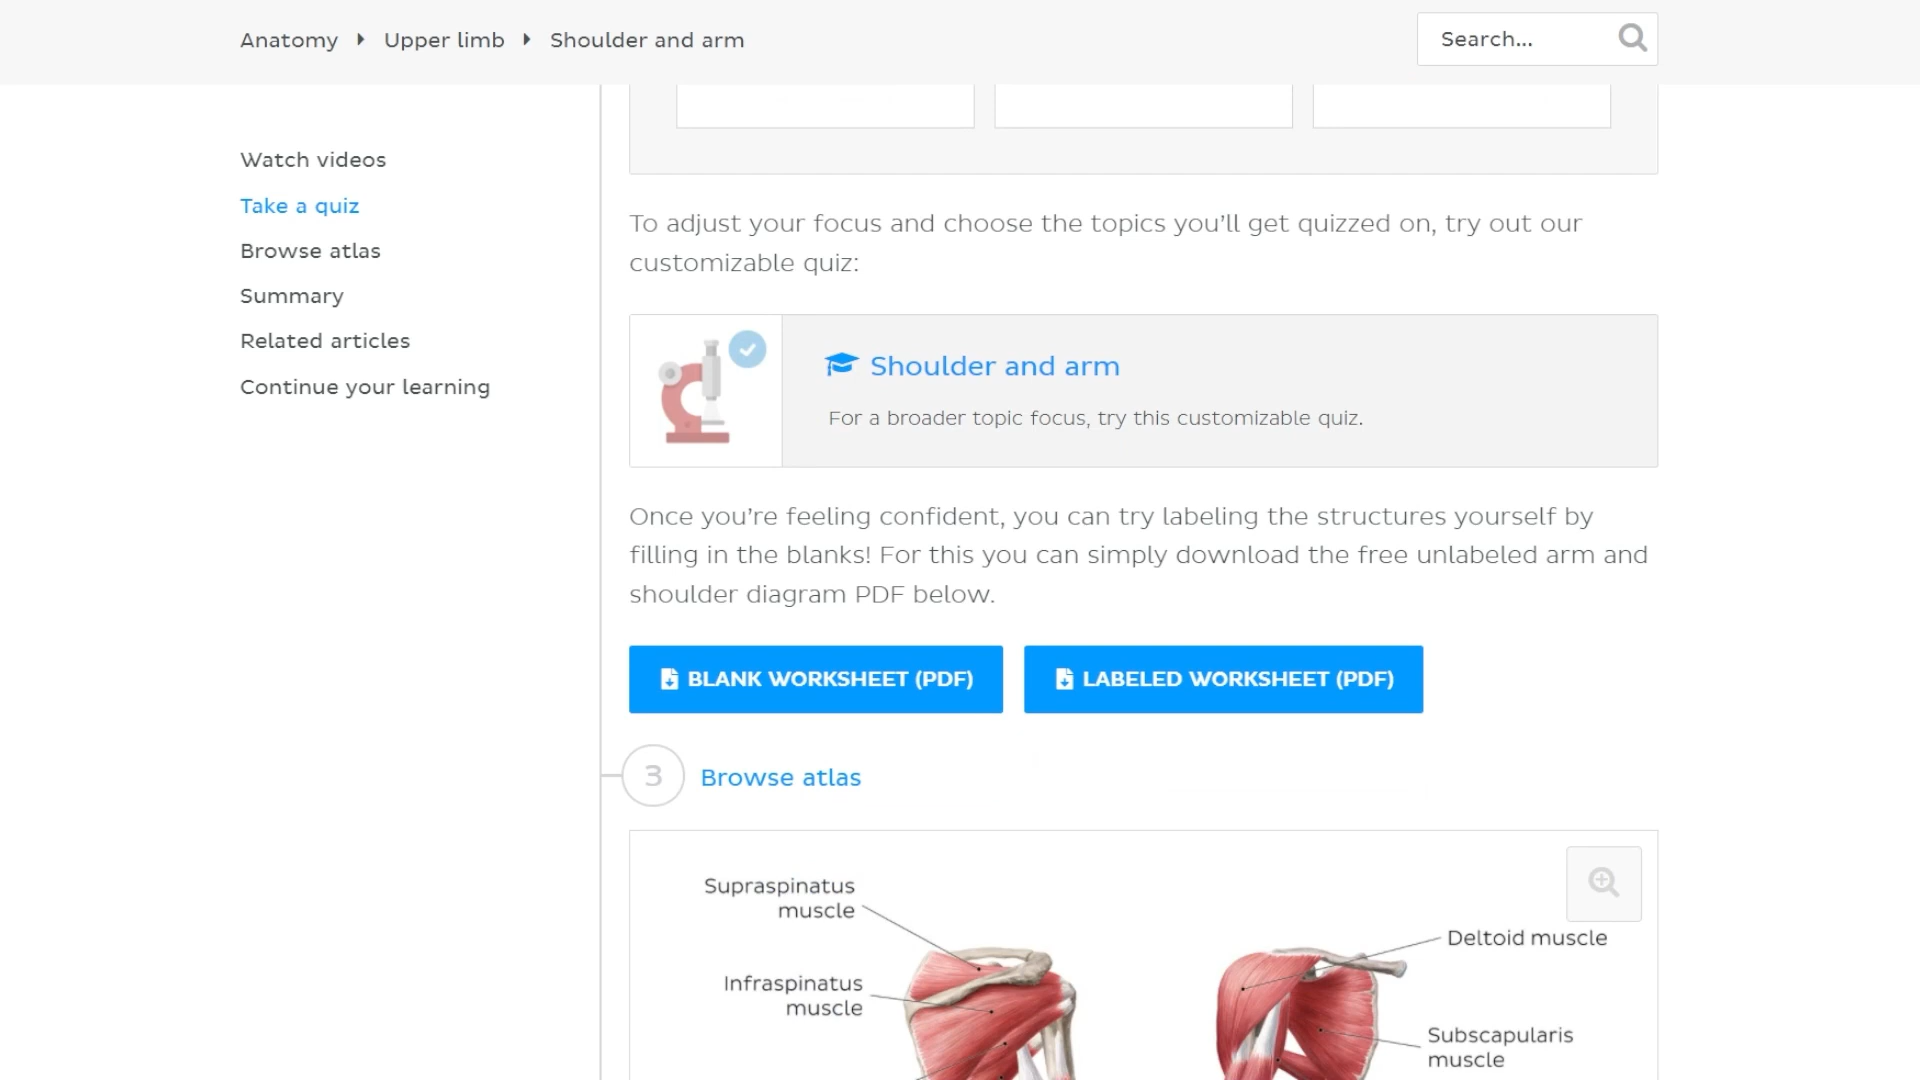 Anatomy Upper limb Shoulder and arm
Search...
Watch videos
Take a quiz
Browse atlas
Summary
Related articles
Continue your learning
To adjust your focus and choose the topics you’ll get quizzed on, try out our
customizable quiz:
Shoulder and arm
For a broader topic focus, try this customizable quiz.
Once you’re feeling confident, you can try labeling the structures yourself by
filling in the blanks! For this you can simply download the free unlabeled arm and
shoulder diagram PDF below.
BLANK WORKSHEET (PDF)
LABELED WORKSHEET (PDF)
3
Browse atlas
Supraspinatus
muscle
Infraspinatus
muscle
Deltoid muscle
Subscapularis
muscle